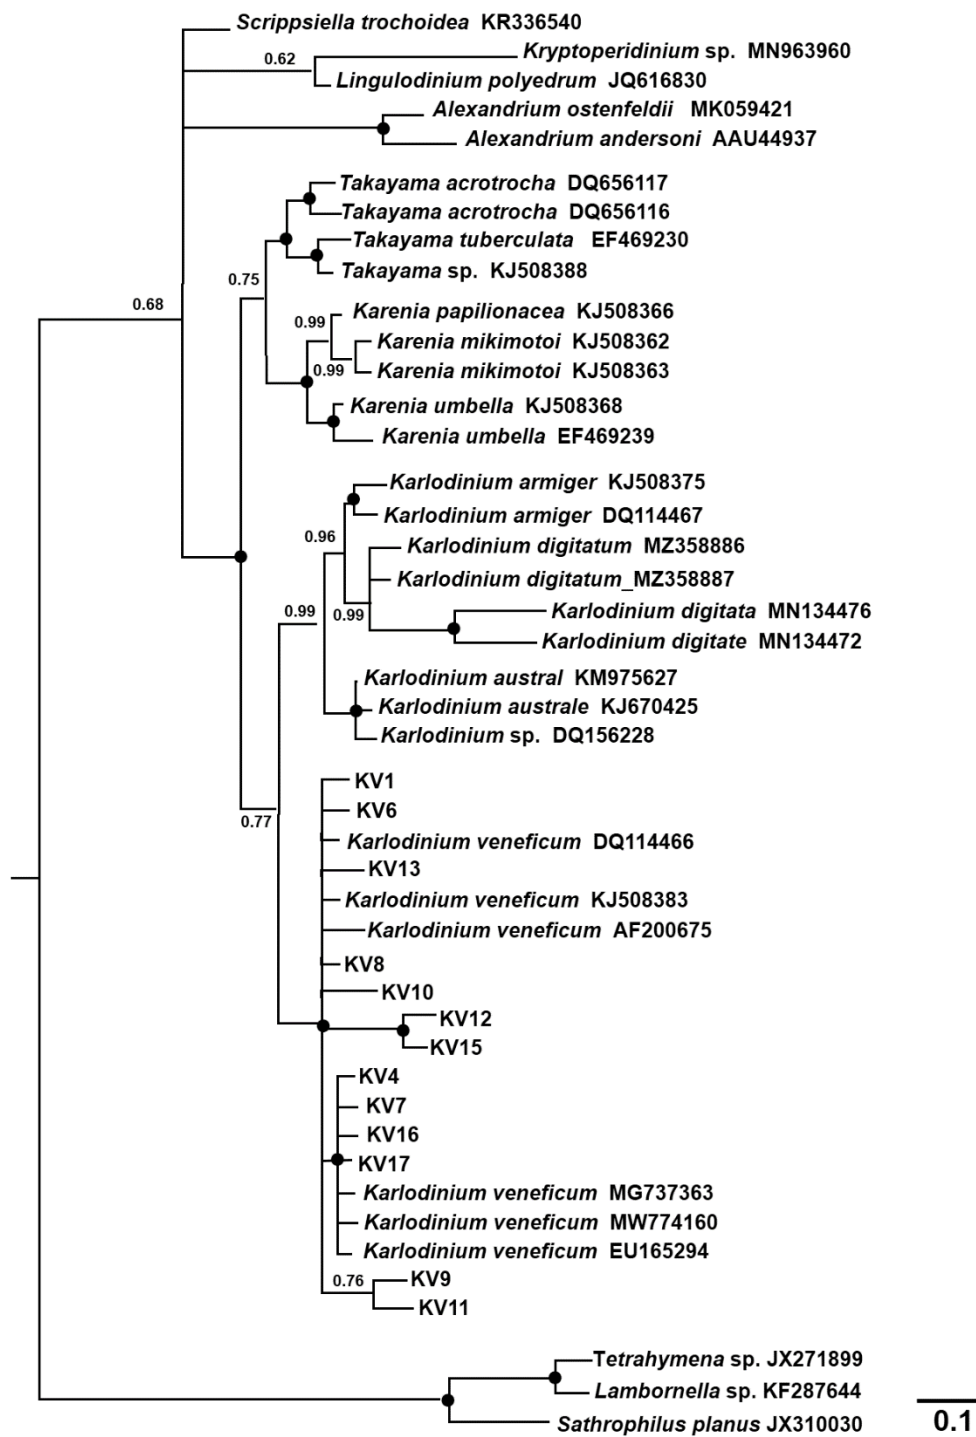 Scrippsiella trochoidea KR336540
0.62
Kryptoperidinium sp. MN963960
Lingulodinium polyedrum JQ616830
Alexandrium ostenfeldii MK059421
Alexandrium andersoni AAU44937
Takayama acrotrocha DQ656117
Takayama acrotrocha DQ656116
Takayama tuberculata EF469230
Takayama sp. KJ508388
0.75
0.68
Karenia papilionacea KJ508366
0.99
Karenia mikimotoi KJ508362
0.99
Karenia mikimotoi KJ508363
Karenia umbella KJ508368
Karenia umbella EF469239
Karlodinium armiger KJ508375
Karlodinium armiger DQ114467
0.96
Karlodinium digitatum MZ358886
Karlodinium digitatum_MZ358887
0.99
0.99
Karlodinium digitata MN134476
Karlodinium digitate MN134472
Karlodinium austral KM975627
Karlodinium australe KJ670425
Karlodinium sp. DQ156228
KV1
KV6
0.77
Karlodinium veneficum DQ114466
KV13
Karlodinium veneficum KJ508383
Karlodinium veneficum AF200675
KV8
KV10
KV12
KV15
KV4
KV7
KV16
KV17
Karlodinium veneficum MG737363
Karlodinium veneficum MW774160
Karlodinium veneficum EU165294
0.76
KV9
KV11
Tetrahymena sp. JX271899
Lambornella sp. KF287644
Sathrophilus planus JX310030
0.1